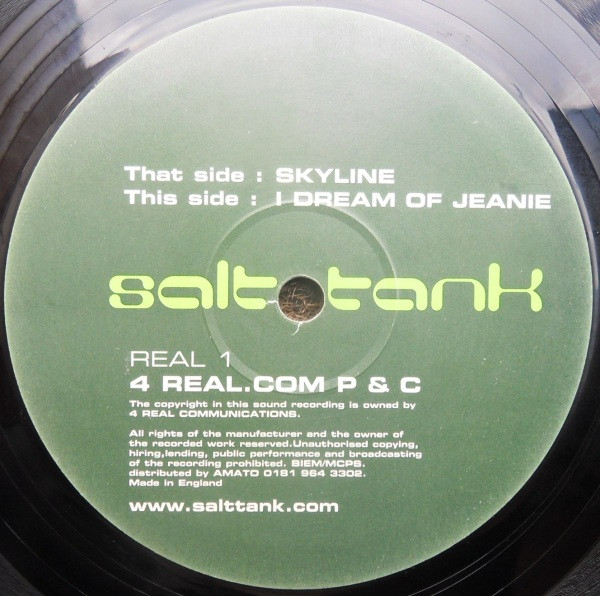 That side : SKYLINE
This side : I DREAM OF JEANIE
salt tank
REAL 1
4 REAL.COM P & C
The copyright in this sound recording is owned by
4 REAL COMMUNICATIONS.
All rights of the manufacturer and the owner of
the recorded work reserved.Unauthorised copying,
hiring,lending, public performance and broadcasting
of the recording prohibited. BIEM/MCPS.
distributed by AMATO 0181 964 3302.
Made in England
www.salttank.com